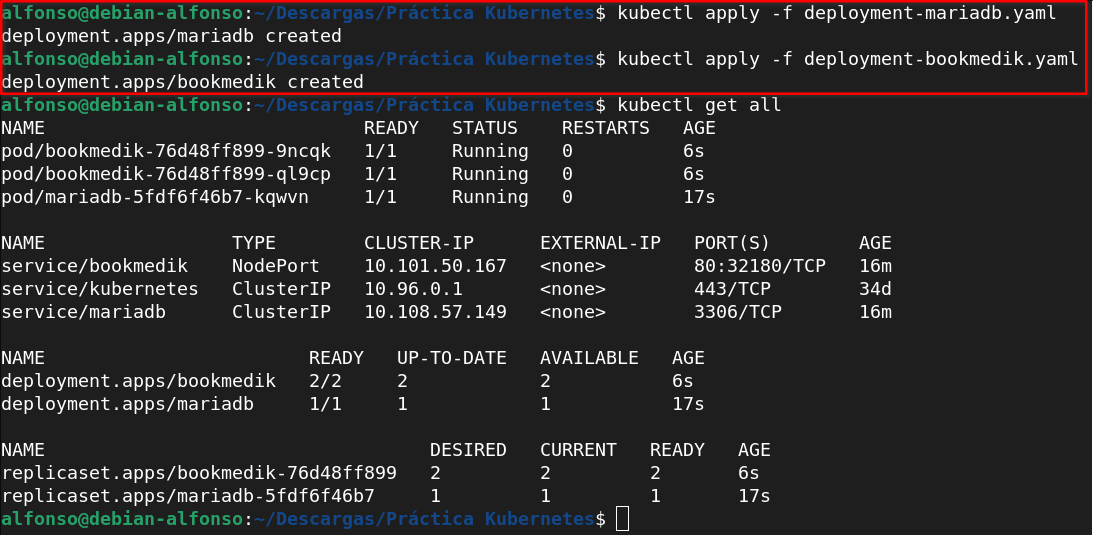 alfonso@debian-alfonso:~/Descargas/Práctica Kubernetes$ kubectl apply -f deployment-mariadb.yaml
deployment.apps/mariadb created
alfonso@debian-alfonso:~/Descargas/Práctica Kubernetes$ kubectl apply -f deployment-bookmedik.yaml
deployment.apps/bookmedik created
alfonso@debian-alfonso:~/Descargas/Práctica Kubernetes$ kubectl get all
NAME                             READY   STATUS    RESTARTS   AGE
pod/bookmedik-76d48ff899-9ncqk   1/1     Running   0          6s
pod/bookmedik-76d48ff899-ql9cp   1/1     Running   0          6s
pod/mariadb-5fdf6f46b7-kqwvn     1/1     Running   0          17s

NAME                 TYPE        CLUSTER-IP      EXTERNAL-IP   PORT(S)        AGE
service/bookmedik    NodePort    10.101.50.167   <none>        80:32180/TCP   16m
service/kubernetes   ClusterIP   10.96.0.1       <none>        443/TCP        34d
service/mariadb      ClusterIP   10.108.57.149   <none>        3306/TCP       16m

NAME                        READY   UP-TO-DATE   AVAILABLE   AGE
deployment.apps/bookmedik   2/2     2            2           6s
deployment.apps/mariadb     1/1     1            1           17s

NAME                                   DESIRED   CURRENT   READY   AGE
replicaset.apps/bookmedik-76d48ff899   2         2         2       6s
replicaset.apps/mariadb-5fdf6f46b7     1         1         1       17s
alfonso@debian-alfonso:~/Descargas/Práctica Kubernetes$